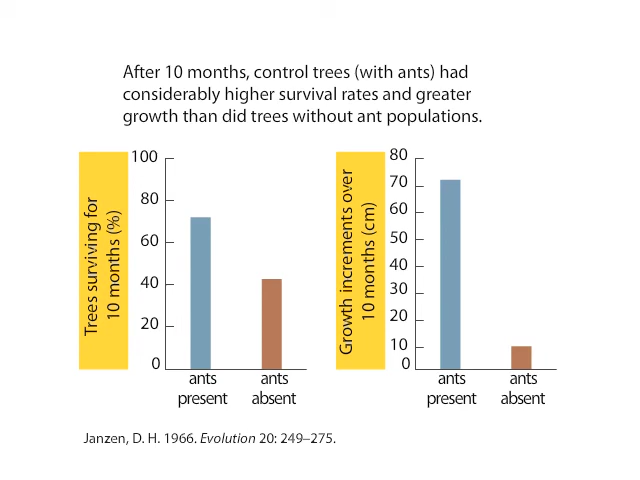 After 10 months, control trees (with ants) had
considerably higher survival rates and greater
growth than did trees without ant populations.
Trees surviving for
10 months (%)
100
80
60
40
20
0
ants
present
ants
absent
Growth increments over
10 months (cm)
80
70
60
50
40
30
20
10
0
ants
present
ants
absent
Janzen, D. H. 1966. Evolution 20: 249–275.